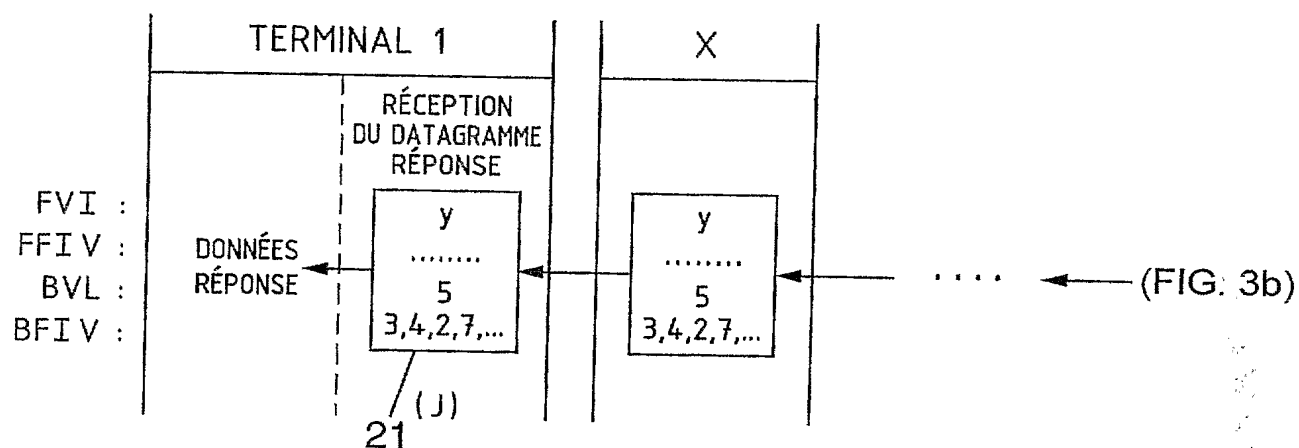 TERMINAL 1
X
RÉCEPTION
DU DATAGRAMME
RÉPONSE
FVI :
FFIV :
BVL :
BFIV :
DONNÉES
RÉPONSE
y
........
5
3,4,2,7,...
y
........
5
3,4,2,7,...
....
(FIG. 3b)
(J)
21